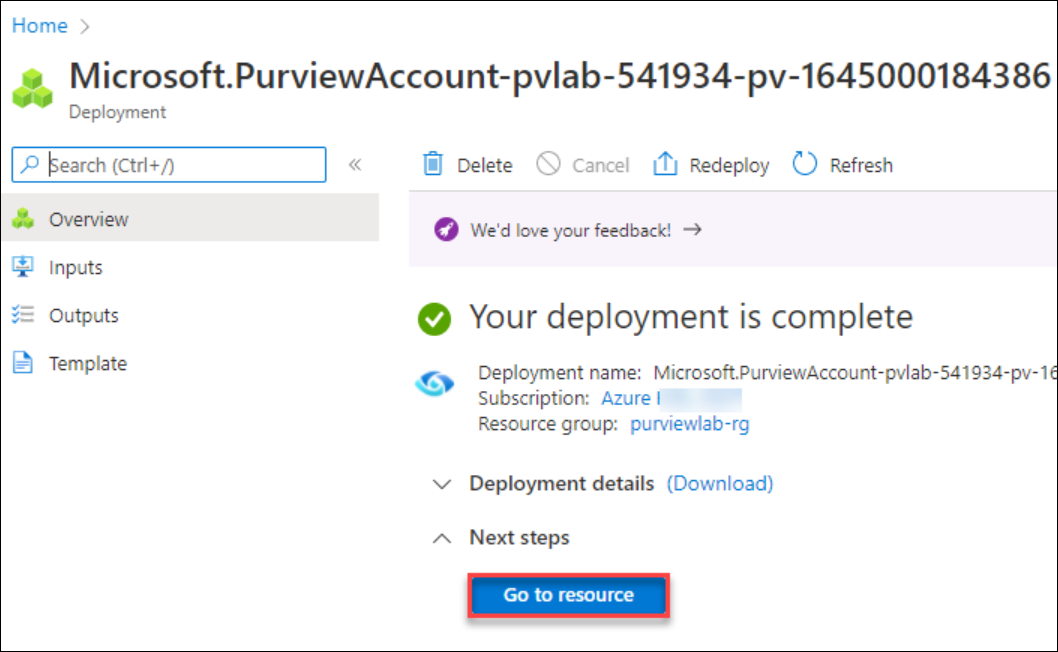 Home
Microsoft.PurviewAccount-pvlab-541934-pv-1645000184386
Deployment
Search (Ctrl+/)
«
Delete Cancel Redeploy Refresh
Overview
Inputs
Outputs
Template
We'd love your feedback! →
Your deployment is complete
Deployment name: Microsoft.PurviewAccount-pvlab-541934-pv-16
Subscription: Azure
Resource group: purviewlab-rg
Deployment details (Download)
Next steps
Go to resource